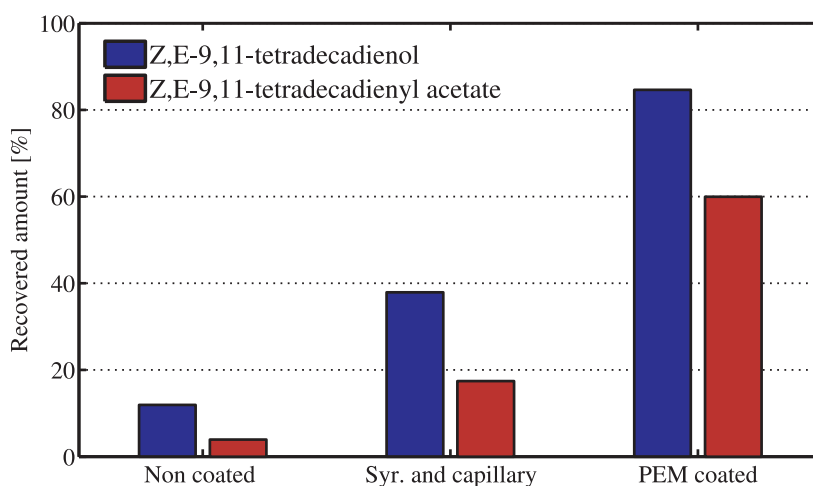 100
80
60
40
20
0
Recovered amount [%]
Z,E-9,11-tetradecadienol
Z,E-9,11-tetradecadienyl acetate
Non coated
Syr. and capillary
PEM coated